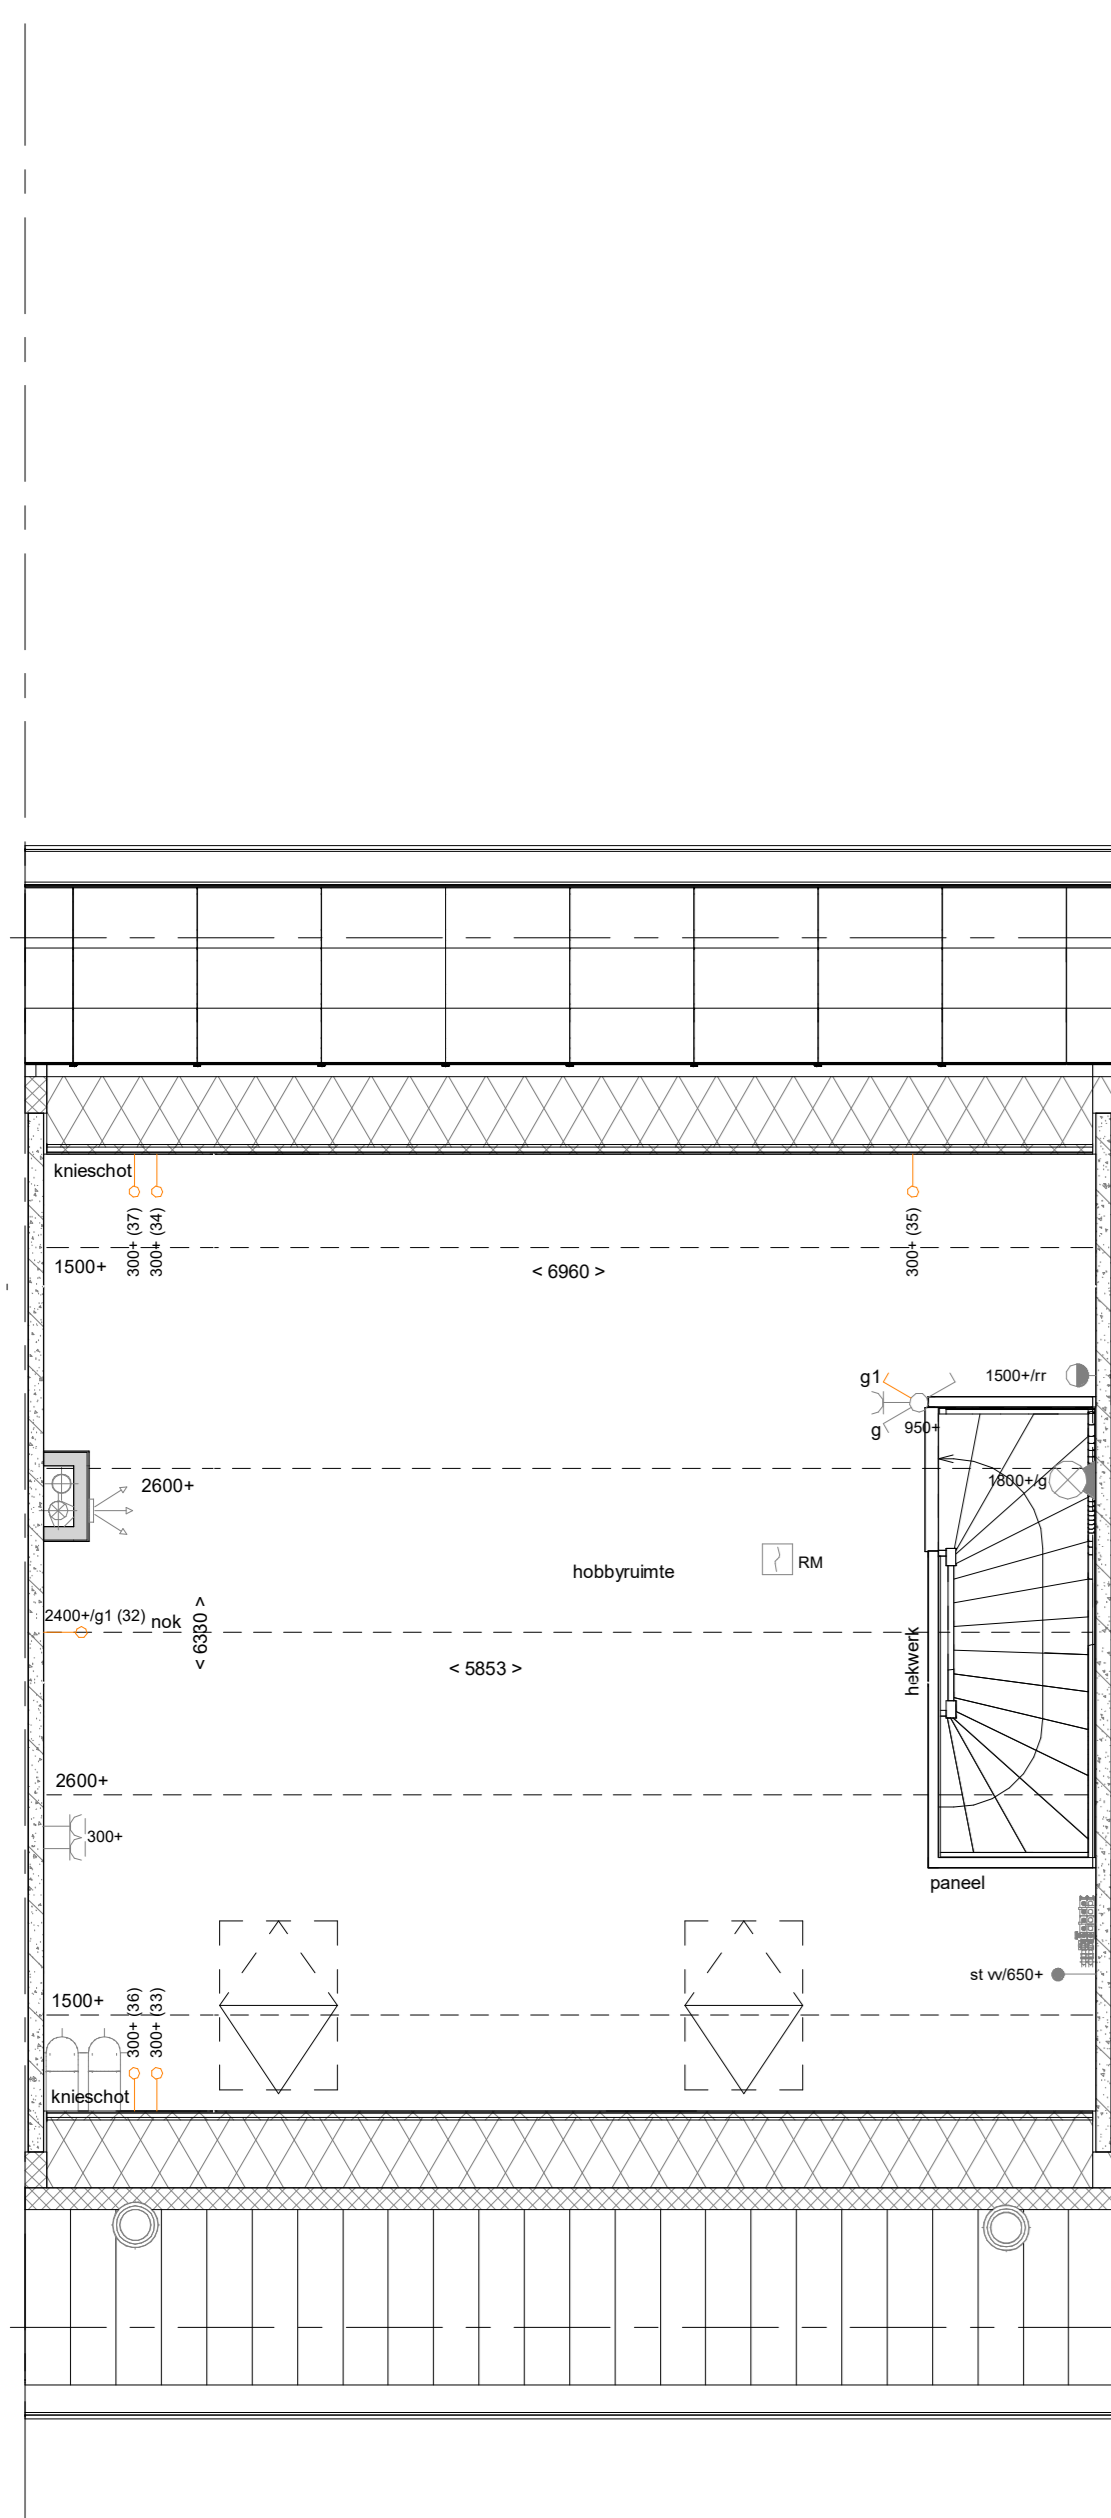 knieschot
300+ (37)
300+ (34)
300+ (35)
1500+
< 6960 >
g1
1500+/rr
g
950+
2600+
1800+/g
hobbyruimte
RM
2400+/g1 (32)
nok
< 6330 >
< 5853 >
hekwerk
2600+
300+
paneel
st vv/650+
1500+
300+ (36)
300+ (33)
knieschot